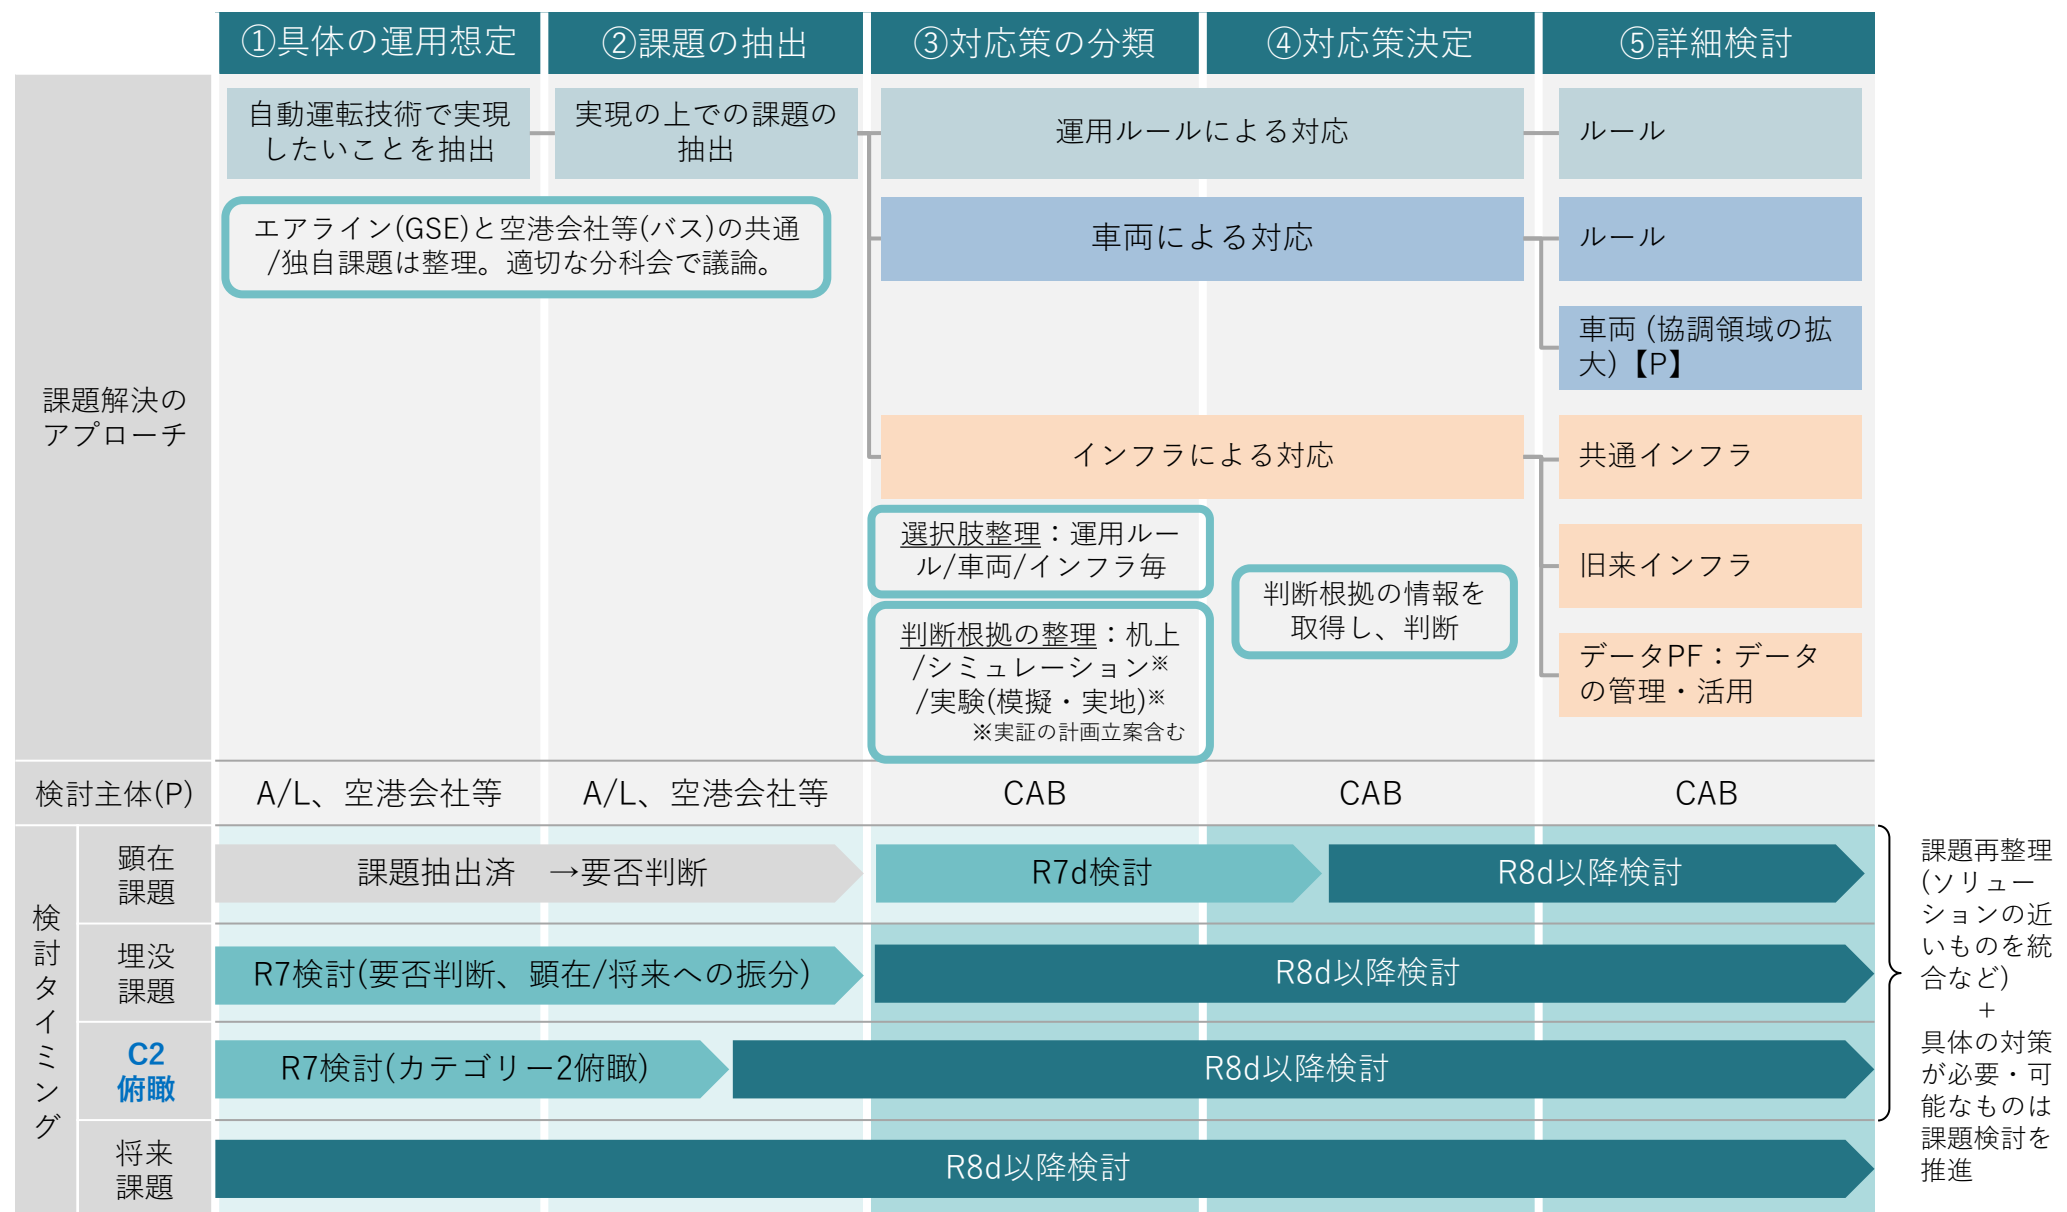 ①具体の運用想定
②課題の抽出
③対応策の分類
④対応策決定
⑤詳細検討
課題解決の
アプローチ
自動運転技術で実現
したいことを抽出
実現の上での課題の
抽出
運用ルールによる対応
ルール
エアライン(GSE)と空港会社等(バス)の共通
/独自課題は整理。適切な分科会で議論。
車両による対応
ルール
車両 (協調領域の拡
大)【P】
インフラによる対応
共通インフラ
旧来インフラ
データPF：データ
の管理・活用
選択肢整理：運用ルー
ル/車両/インフラ毎
判断根拠の整理：机上
/シミュレーション※
/実験(模擬・実地)※
※実証の計画立案含む
判断根拠の情報を
取得し、判断
検討主体(P)
A/L、空港会社等
A/L、空港会社等
CAB
CAB
CAB
検討タイミング
顕在
課題
課題抽出済　→要否判断
R7d検討
R8d以降検討
埋没
課題
R7検討(要否判断、顕在/将来への振分)
R8d以降検討
C2
俯瞰
R7検討(カテゴリー2俯瞰)
R8d以降検討
将来
課題
R8d以降検討
課題再整理
(ソリュー
ションの近
いものを統
合など)
+
具体の対策
が必要・可
能なものは
課題検討を
推進